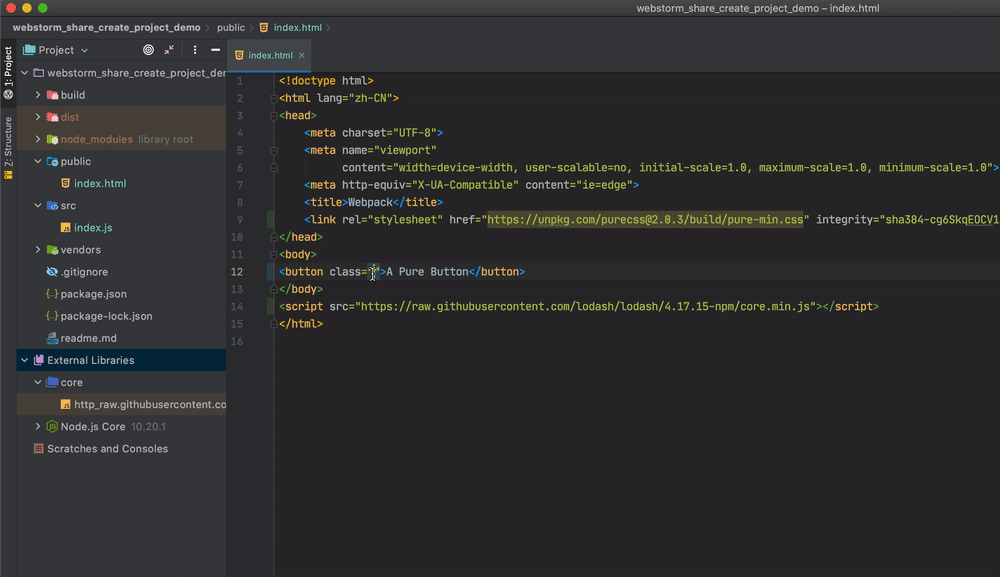 webstorm_share_create_project_demo – index.html
webstorm_share_create_project_demo public index.html
1: Project
Z: Structure
Project
webstorm_share_create_project_der
build
dist
node_modules library root
public
index.html
src
index.js
vendors
.gitignore
package.json
package-lock.json
readme.md
External Libraries
core
http_raw.githubusercontent.co
Node.js Core 10.20.1
Scratches and Consoles
index.html
1 <!doctype html>
2 <html lang="zh-CN">
3 <head>
4 <meta charset="UTF-8">
5 <meta name="viewport"
6 content="width=device-width, user-scalable=no, initial-scale=1.0, maximum-scale=1.0, minimum-scale=1.0">
7 <meta http-equiv="X-UA-Compatible" content="ie=edge">
8 <title>Webpack</title>
9 <link rel="stylesheet" href="https://unpkg.com/purecss@2.0.3/build/pure-min.css" integrity="sha384-cg6SkqEOCV1
10 </head>
11 <body>
12 <button class="">A Pure Button</button>
13 </body>
14 <script src="https://raw.githubusercontent.com/lodash/lodash/4.17.15-npm/core.min.js"></script>
15 </html>
16